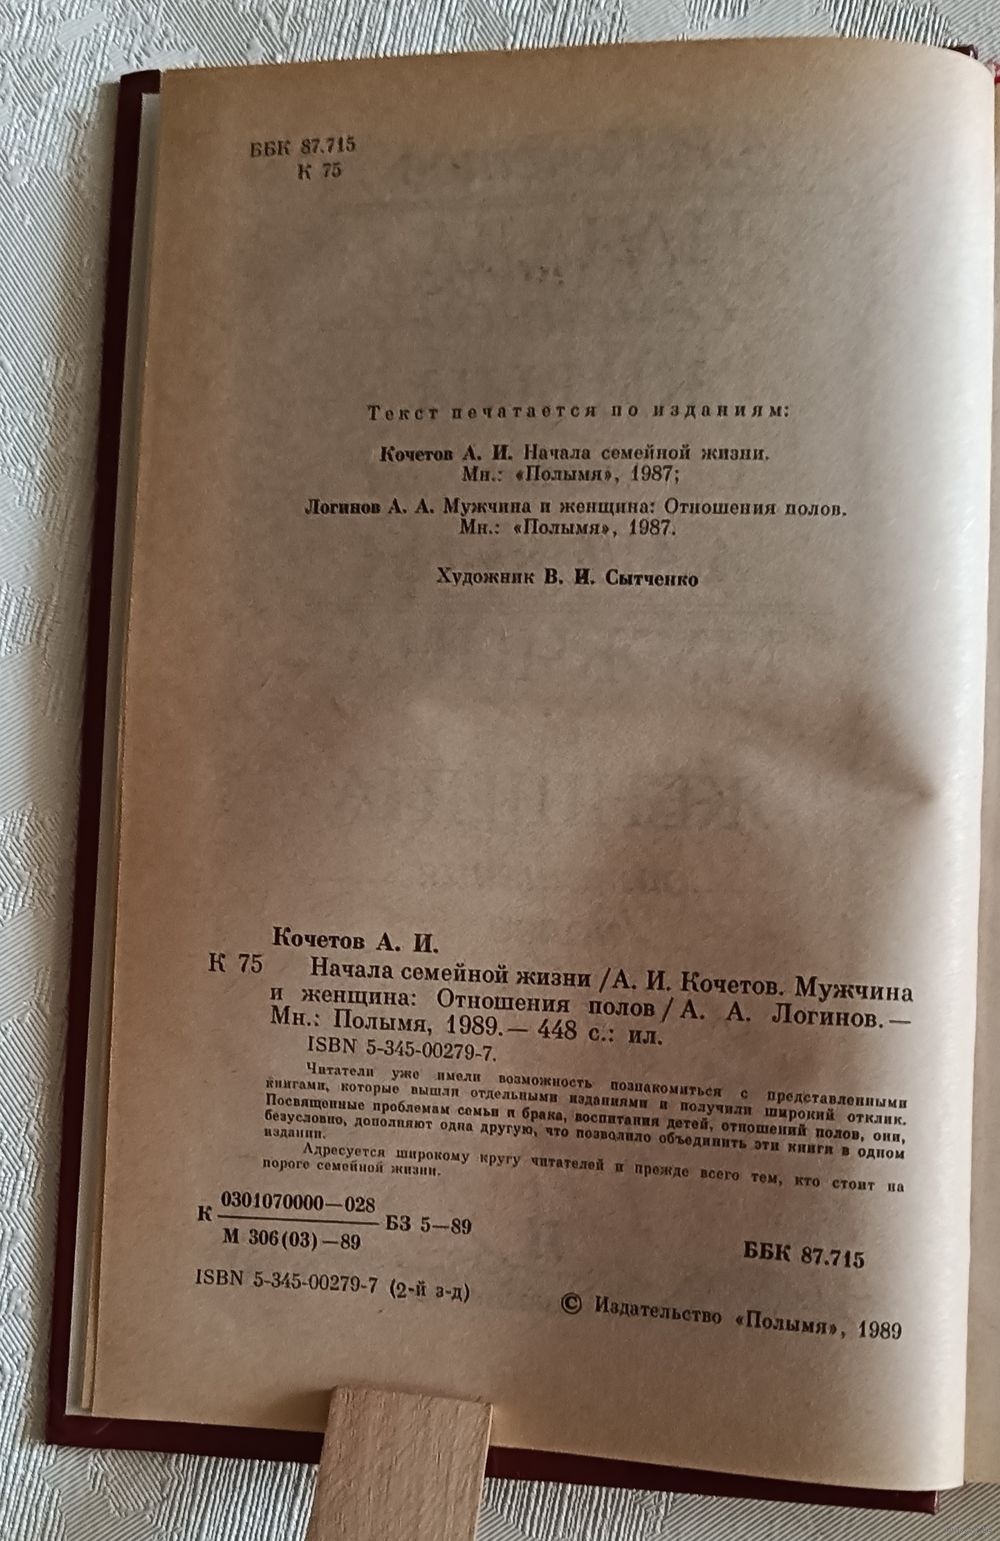 ББК 87.715
К 75
Текст печатается по изданиям:
Кочетов А. И. Начала семейной жизни.
Мн.: «Полымя», 1987;
Логинов А. А. Мужчина и женщина: Отношения полов.
Мн.: «Полымя», 1987.
Художник В. И. Сытченко
Кочетов А. И.
К 75 Начала семейной жизни / А. И. Кочетов. Мужчина
и женщина: Отношения полов / А. А. Логинов. —
Мн.: Полымя, 1989. — 448 с.: ил.
ISBN 5-345-00279-7.
Читатели уже имели возможность познакомиться с представленными
книгами, которые вышли отдельными изданиями и получили широкий отклик.
Посвященные проблемам семьи и брака, воспитания детей, отношений полов, они,
безусловно, дополняют одна другую, что позволило объединить эти книги в одном
издании.
Адресуется широкому кругу читателей и прежде всего тем, кто стоит на
пороге семейной жизни.
0301070000—028
К БЗ 5—89
М 306(03)—89
ББК 87.715
ISBN 5-345-00279-7 (2-й з-д)
© Издательство «Полымя», 1989